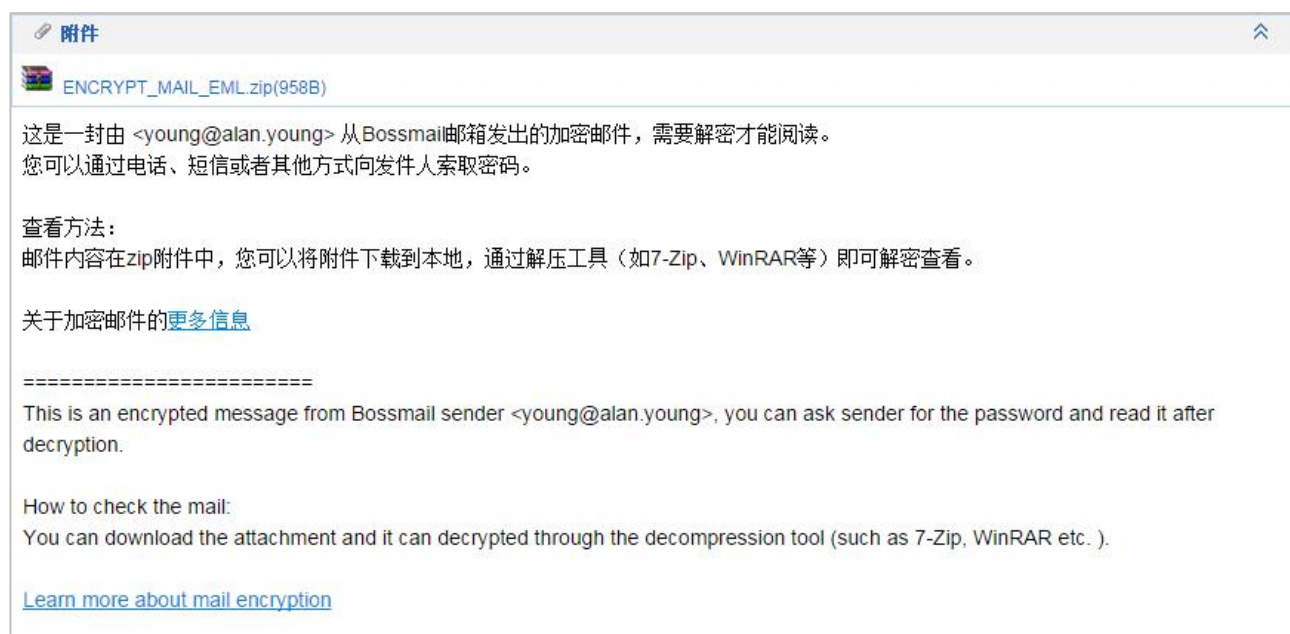 附件
ENCRYPT_MAIL_EML.zip(958B)
这是一封由 <young@alan.young> 从Bossmail邮箱发出的加密邮件，需要解密才能阅读。
您可以通过电话、短信或者其他方式向发件人索取密码。
查看方法：
邮件内容在zip附件中，您可以将附件下载到本地，通过解压工具（如7-Zip、WinRAR等）即可解密查看。
关于加密邮件的更多信息
========================
This is an encrypted message from Bossmail sender <young@alan.young>, you can ask sender for the password and read it after
decryption.
How to check the mail:
You can download the attachment and it can decrypted through the decompression tool (such as 7-Zip, WinRAR etc. ).
Learn more about mail encryption